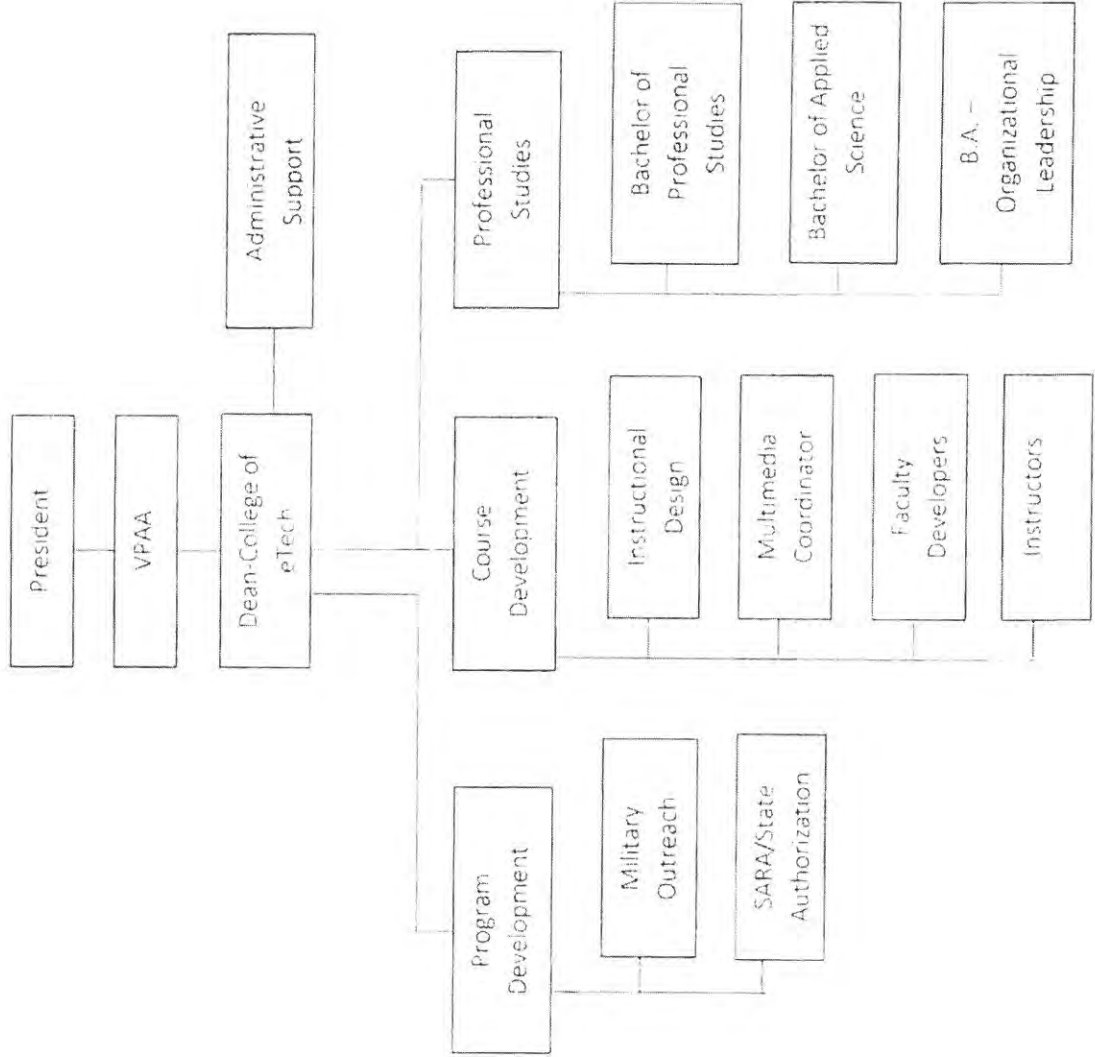 President
VPAA
Dean-College of
eTech
Administrative
Support
Program
Development
Military
Outreach
SARA/State
Authorization
Course
Development
Instructional
Design
Multimedia
Coordinator
Faculty
Developers
Instructors
Professional
Studies
Bachelor of
Professional
Studies
Bachelor of Applied
Science
B.A. –
Organizational
Leadership